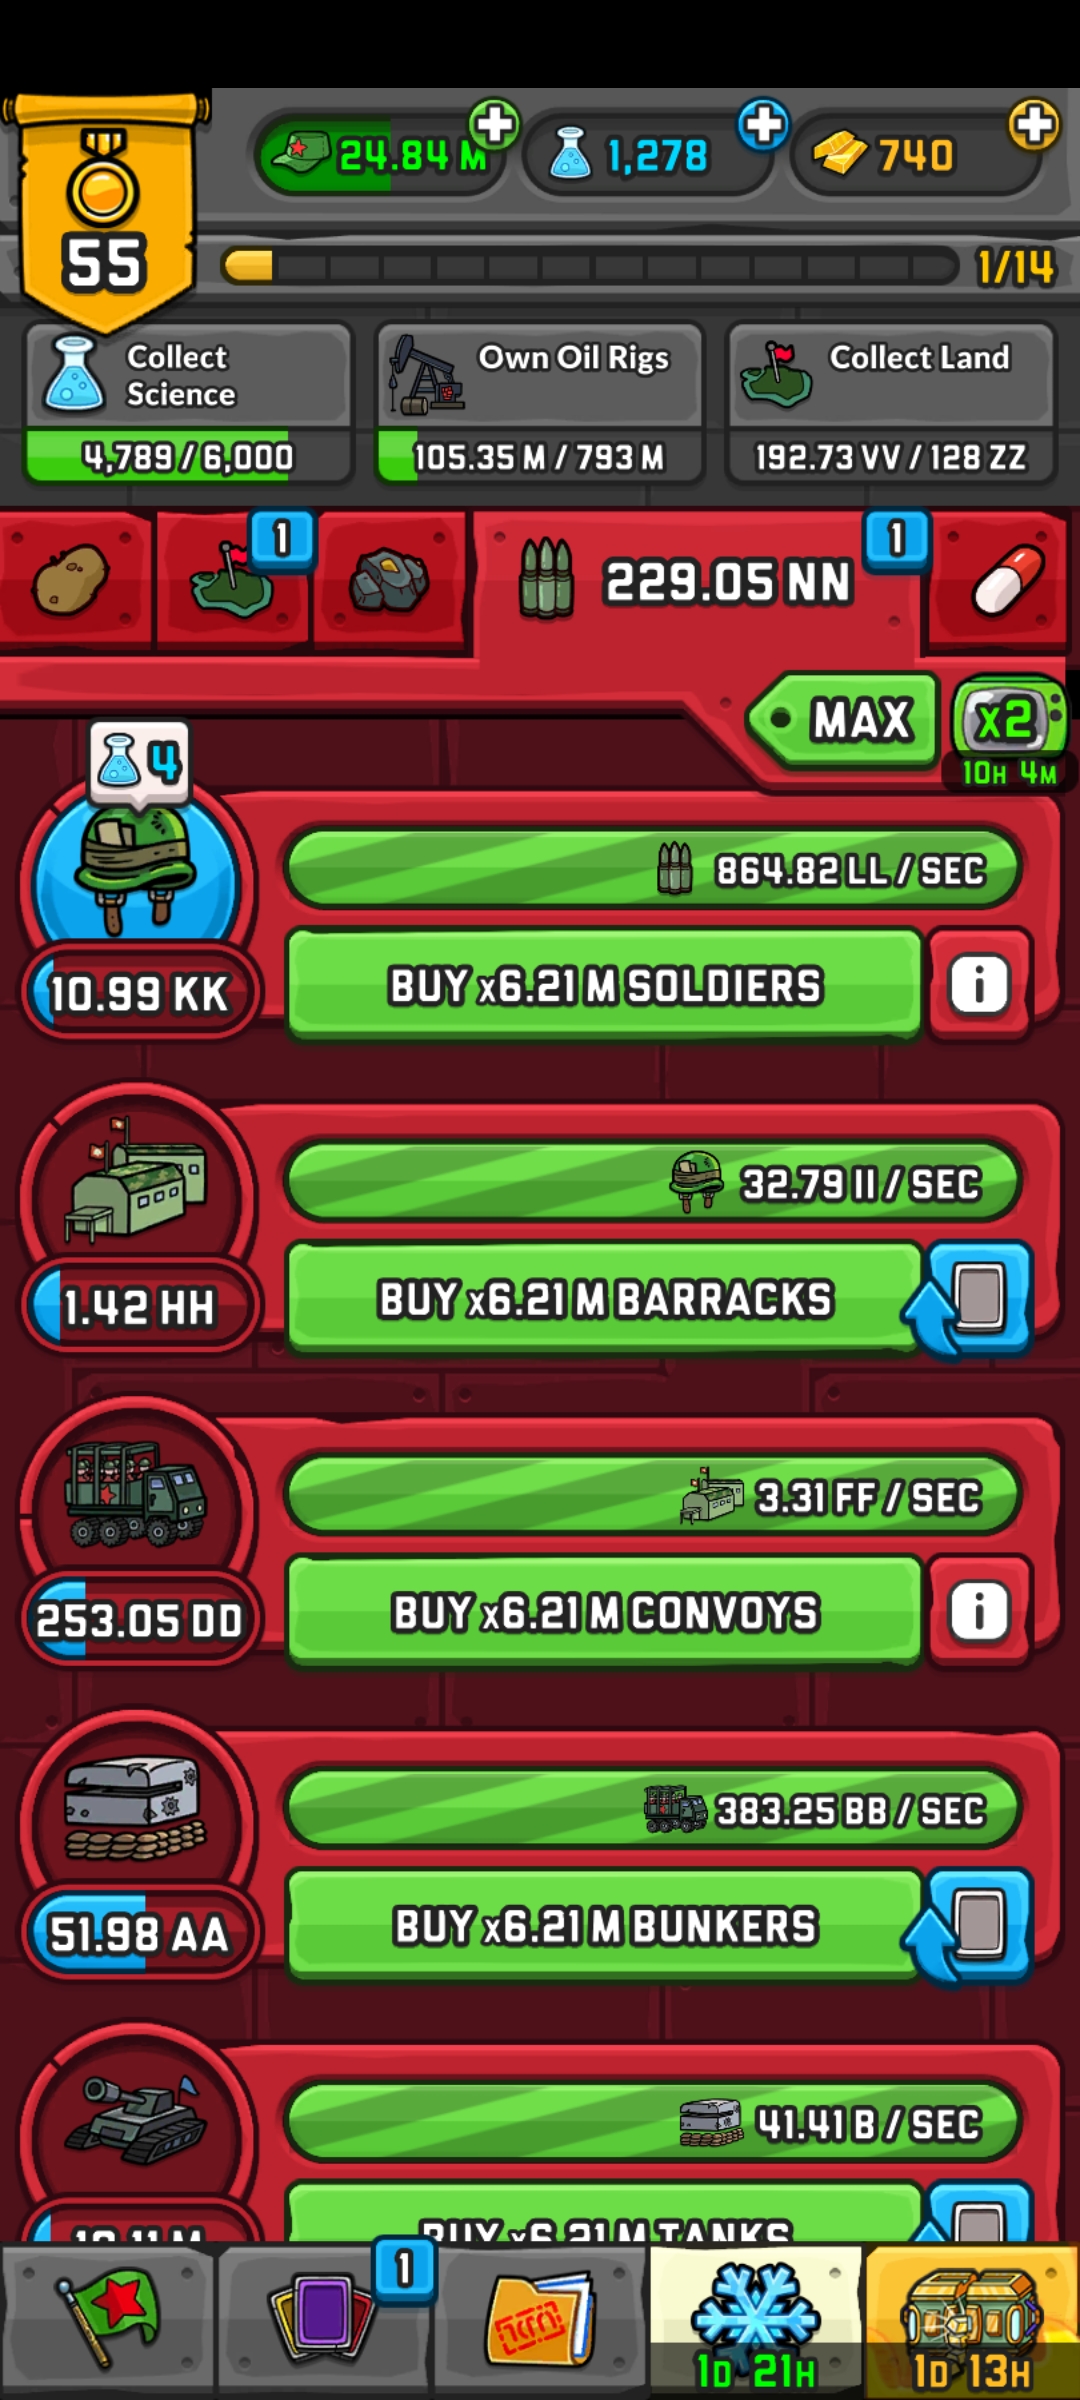 24.84 M
1,278
740
55
1/14
Collect
Science
4,789 / 6,000
Own Oil Rigs
105.35 M / 793 M
Collect Land
192.73 VV / 128 ZZ
1
229.05 NN
1
MAX
x2
10H 4M
4
864.82 LL / SEC
10.99 KK
BUY x6.21 M SOLDIERS
i
32.79 II / SEC
1.42 HH
BUY x6.21 M BARRACKS
3.31 FF / SEC
253.05 DD
BUY x6.21 M CONVOYS
i
383.25 BB / SEC
51.98 AA
BUY x6.21 M BUNKERS
41.41 B / SEC
BUY x6.21 M TANKS
1
1D 21H
1D 13H